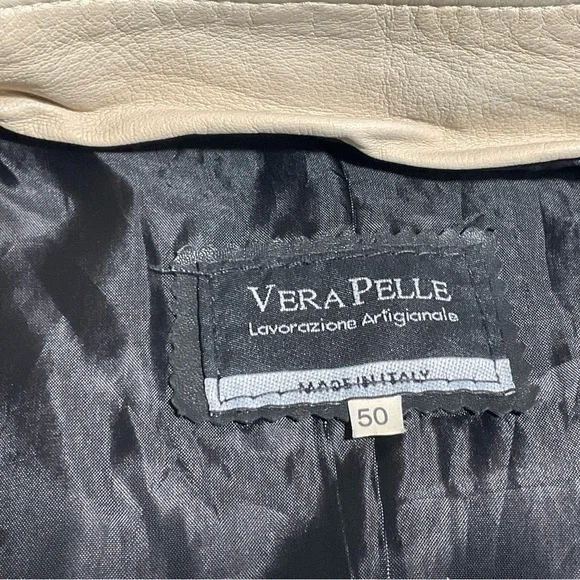 VERA PELLE
Lavorazione Artigianale
MADE IN ITALY
50